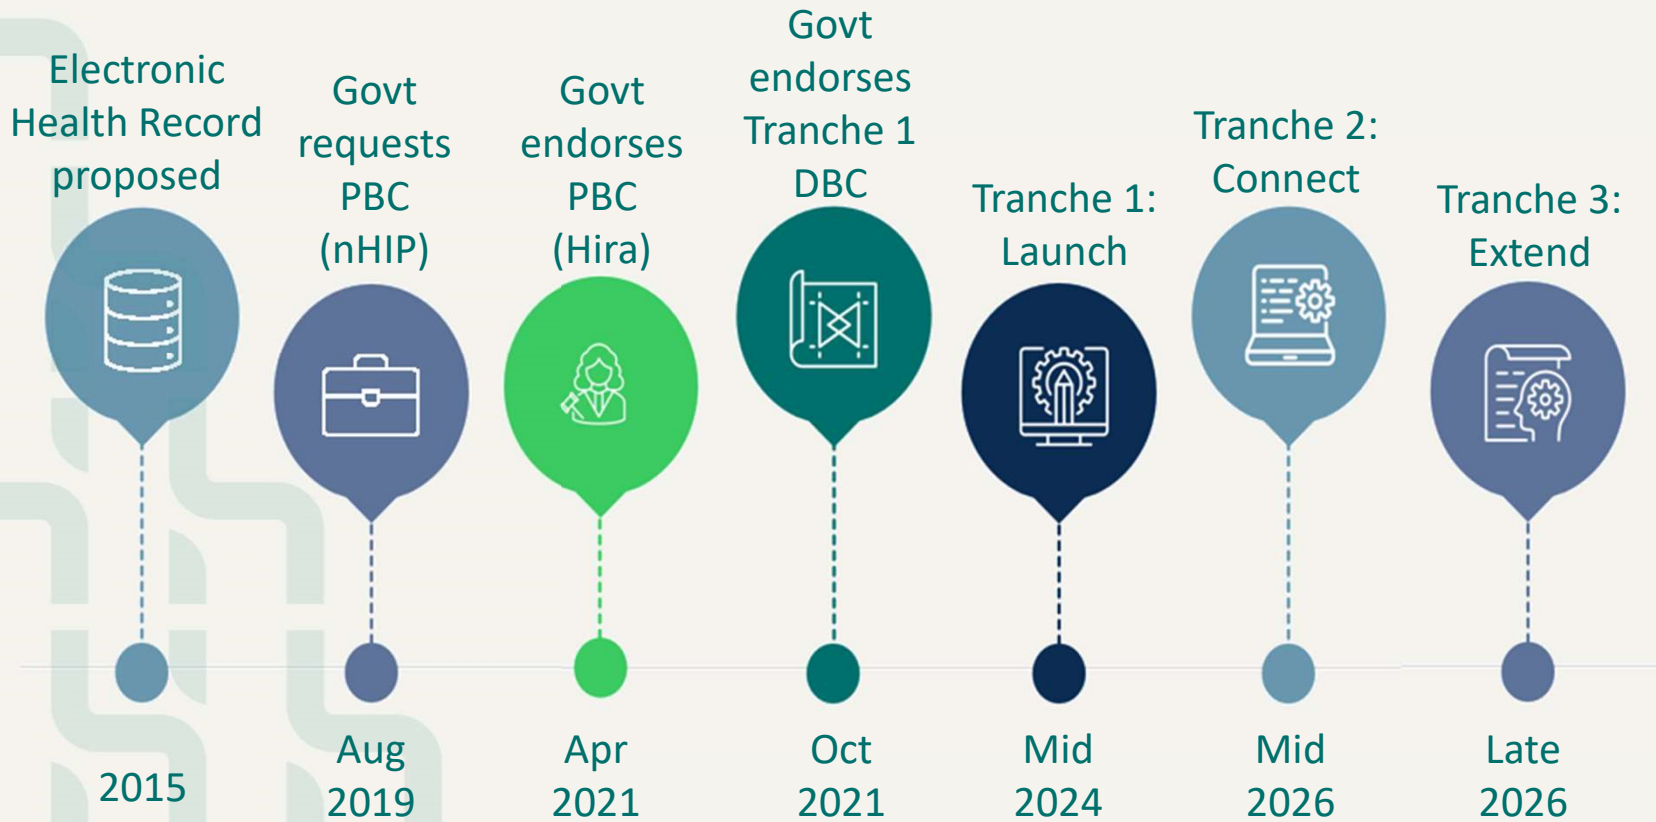 Electronic
Health Record
proposed
2015
Govt
requests
PBC
(nHIP)
Aug
2019
Govt
endorses
PBC
(Hira)
Apr
2021
Govt
endorses
Tranche 1
DBC
Oct
2021
Tranche 1:
Launch
Mid
2024
Tranche 2:
Connect
Mid
2026
Tranche 3:
Extend
Late
2026